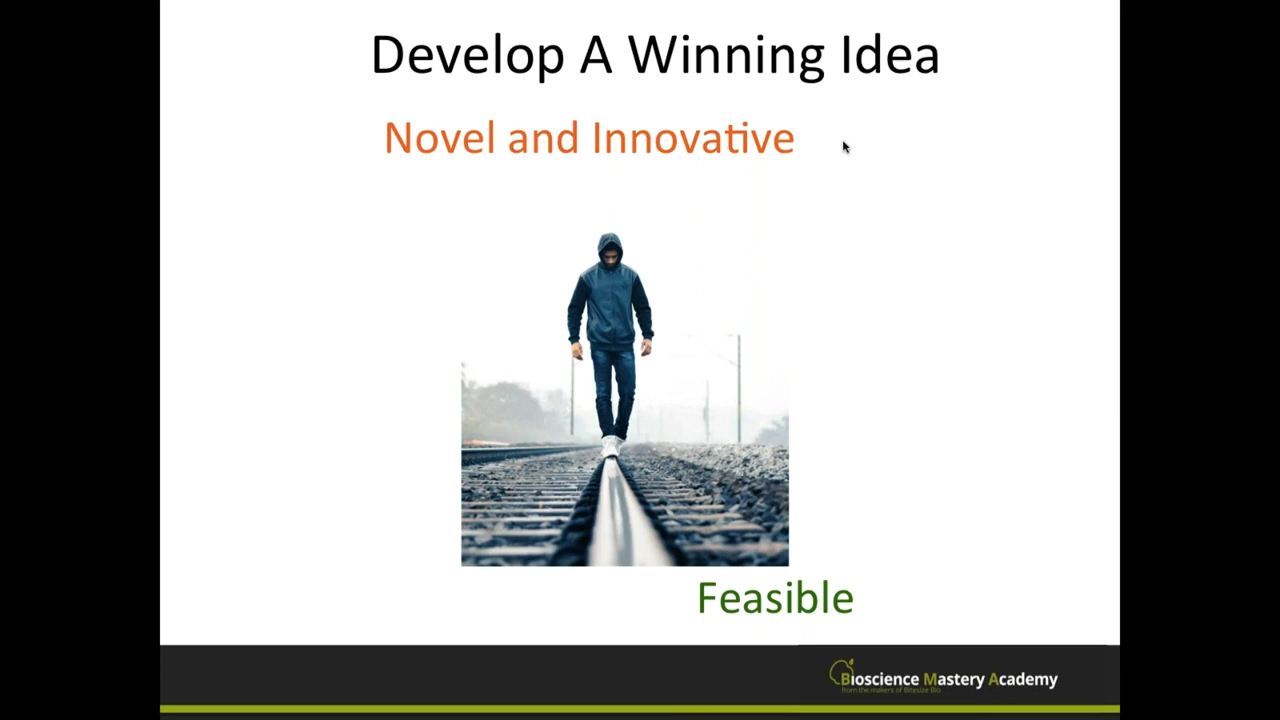 Develop A Winning Idea
Novel and Innovative
Feasible
Bioscience Mastery Academy
from the makers of Bitesize Bio